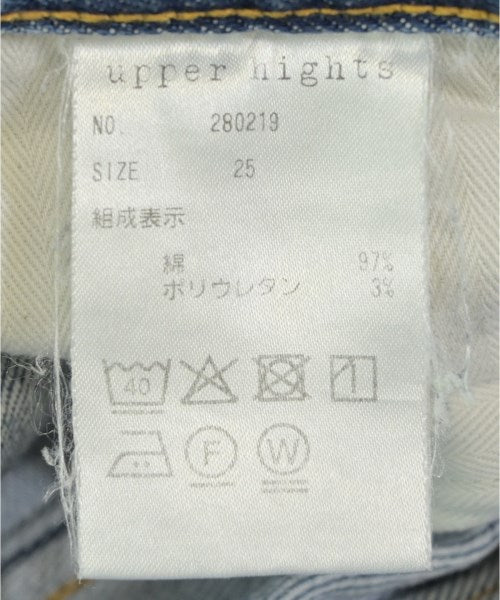 upper hights
NO. 280219
SIZE 25
組成表示
綿 97%
ポリウレタン 3%
40
F W